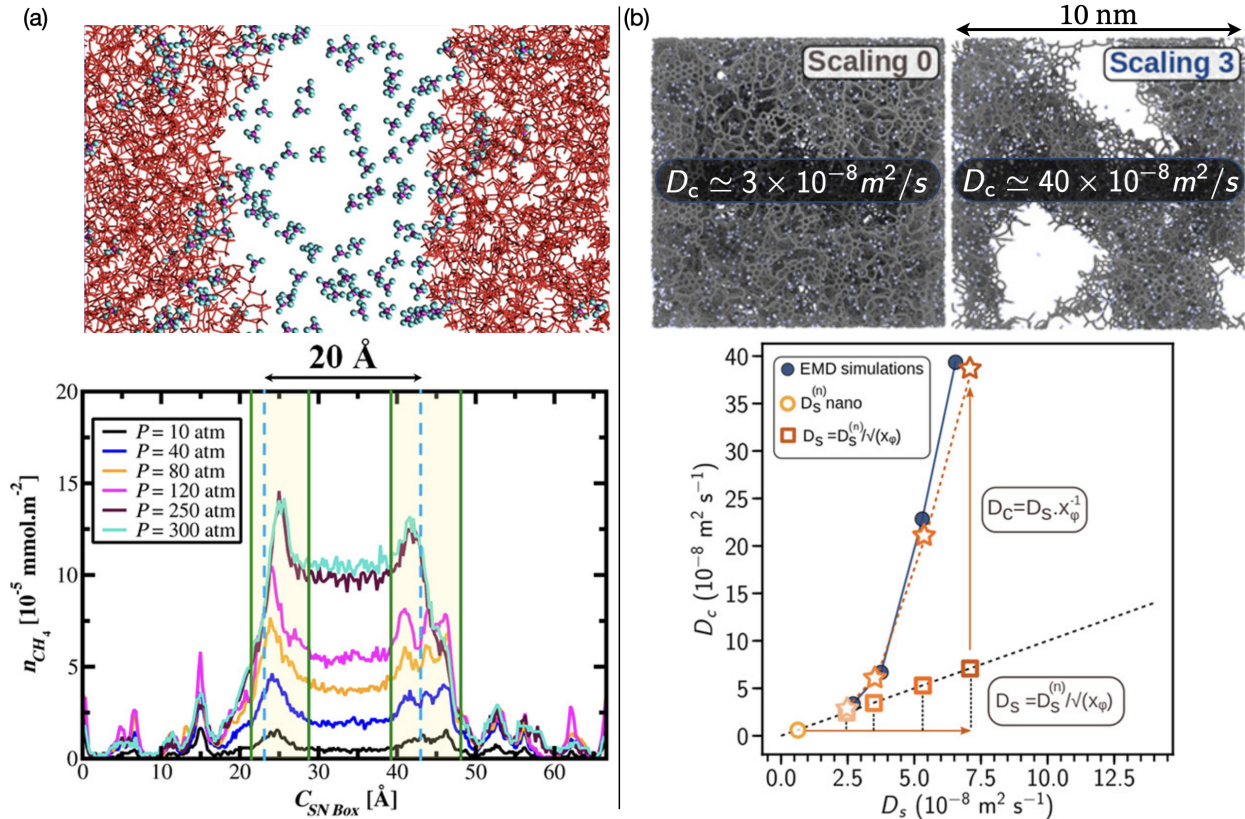 (a)
20 Å
20
15
10
5
0
n_CH4 [10^-5 mmol.m^-2]
P = 10 atm
P = 40 atm
P = 80 atm
P = 120 atm
P = 250 atm
P = 300 atm
0 10 20 30 40 50 60
C_SN Box [Å]
(b)
10 nm
Scaling 0
Scaling 3
D_c ≃ 3 × 10^-8 m^2/s
D_c ≃ 40 × 10^-8 m^2/s
40
35
30
25
20
15
10
5
0
D_c (10^-8 m^2 s^-1)
EMD simulations
D_S^(n) nano
D_S =D_S^(n)/√(x_φ)
D_C=D_S.x_φ^-1
D_S =D_S^(n)/√(x_φ)
0.0 2.5 5.0 7.5 10.0 12.5
D_s (10^-8 m^2 s^-1)